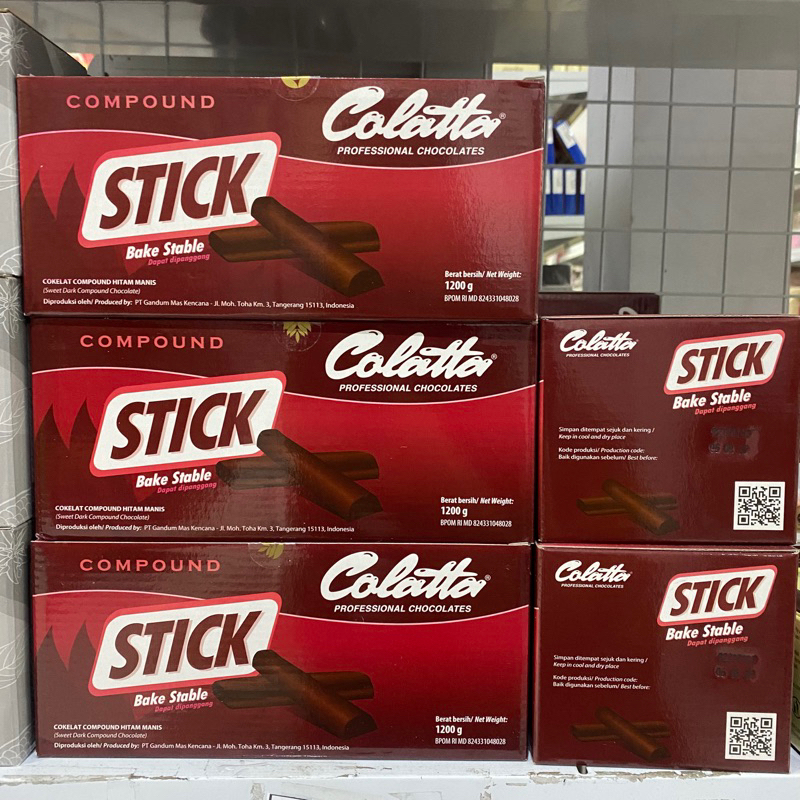 COMPOUND
Colatta®
PROFESSIONAL CHOCOLATES
STICK
Bake Stable
Dapat dipanggang
COKELAT COMPOUND HITAM MANIS
(Sweet Dark Compound Chocolate)
Diproduksi oleh/ Produced by: PT Gandum Mas Kencana - Jl. Moh. Toha Km. 3, Tangerang 15113, Indonesia
Berat bersih/ Net Weight:
1200 g
BPOM RI MD 824331048028
COMPOUND
Colatta®
PROFESSIONAL CHOCOLATES
STICK
Bake Stable
Dapat dipanggang
COKELAT COMPOUND HITAM MANIS
(Sweet Dark Compound Chocolate)
Diproduksi oleh/ Produced by: PT Gandum Mas Kencana - Jl. Moh. Toha Km. 3, Tangerang 15113, Indonesia
Berat bersih/ Net Weight:
1200 g
BPOM RI MD 824331048028
Colatta®
PROFESSIONAL CHOCOLATES
STICK
Bake Stable
Dapat dipanggang
Simpan ditempat sejuk dan kering /
Keep in cool and dry place
Kode produksi/ Production code:
Baik digunakan sebelum/ Best before:
COMPOUND
Colatta®
PROFESSIONAL CHOCOLATES
STICK
Bake Stable
Dapat dipanggang
COKELAT COMPOUND HITAM MANIS
(Sweet Dark Compound Chocolate)
Diproduksi oleh/ Produced by: PT Gandum Mas Kencana - Jl. Moh. Toha Km. 3, Tangerang 15113, Indonesia
Berat bersih/ Net Weight:
1200 g
BPOM RI MD 824331048028
Colatta®
PROFESSIONAL CHOCOLATES
STICK
Bake Stable
Dapat dipanggang
Simpan ditempat sejuk dan kering /
Keep in cool and dry place
Kode produksi/ Production code:
Baik digunakan sebelum/ Best before: